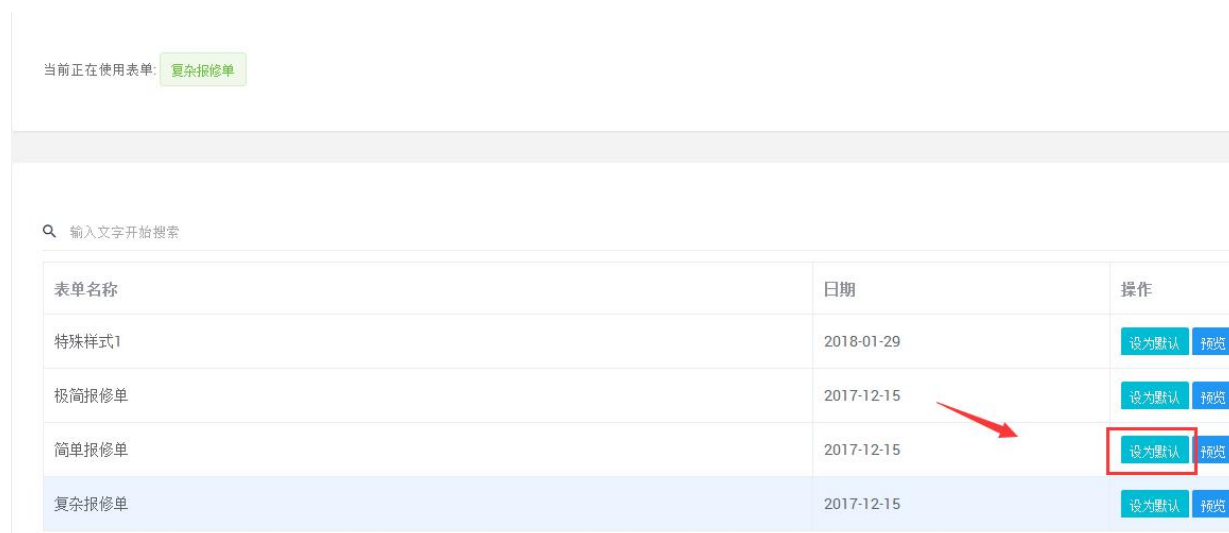 当前正在使用表单: 复杂报修单
输入文字开始搜索
表单名称 日期 操作
特殊样式1 2018-01-29 设为默认 预览
极简报修单 2017-12-15 设为默认 预览
简单报修单 2017-12-15 设为默认 预览
复杂报修单 2017-12-15 设为默认 预览